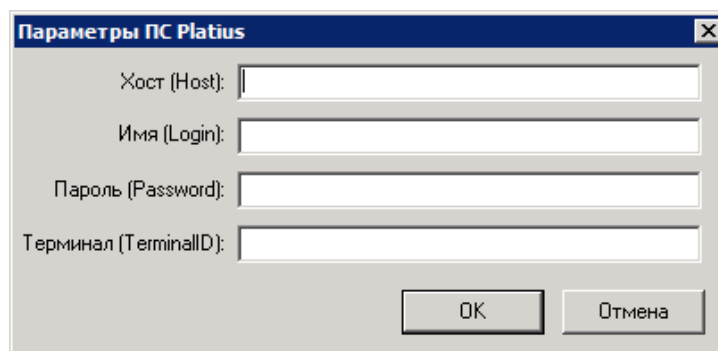 Параметры ПС Platius
Хост (Host):
Имя (Login):
Пароль (Password):
Терминал (TerminalID):
OK Отмена